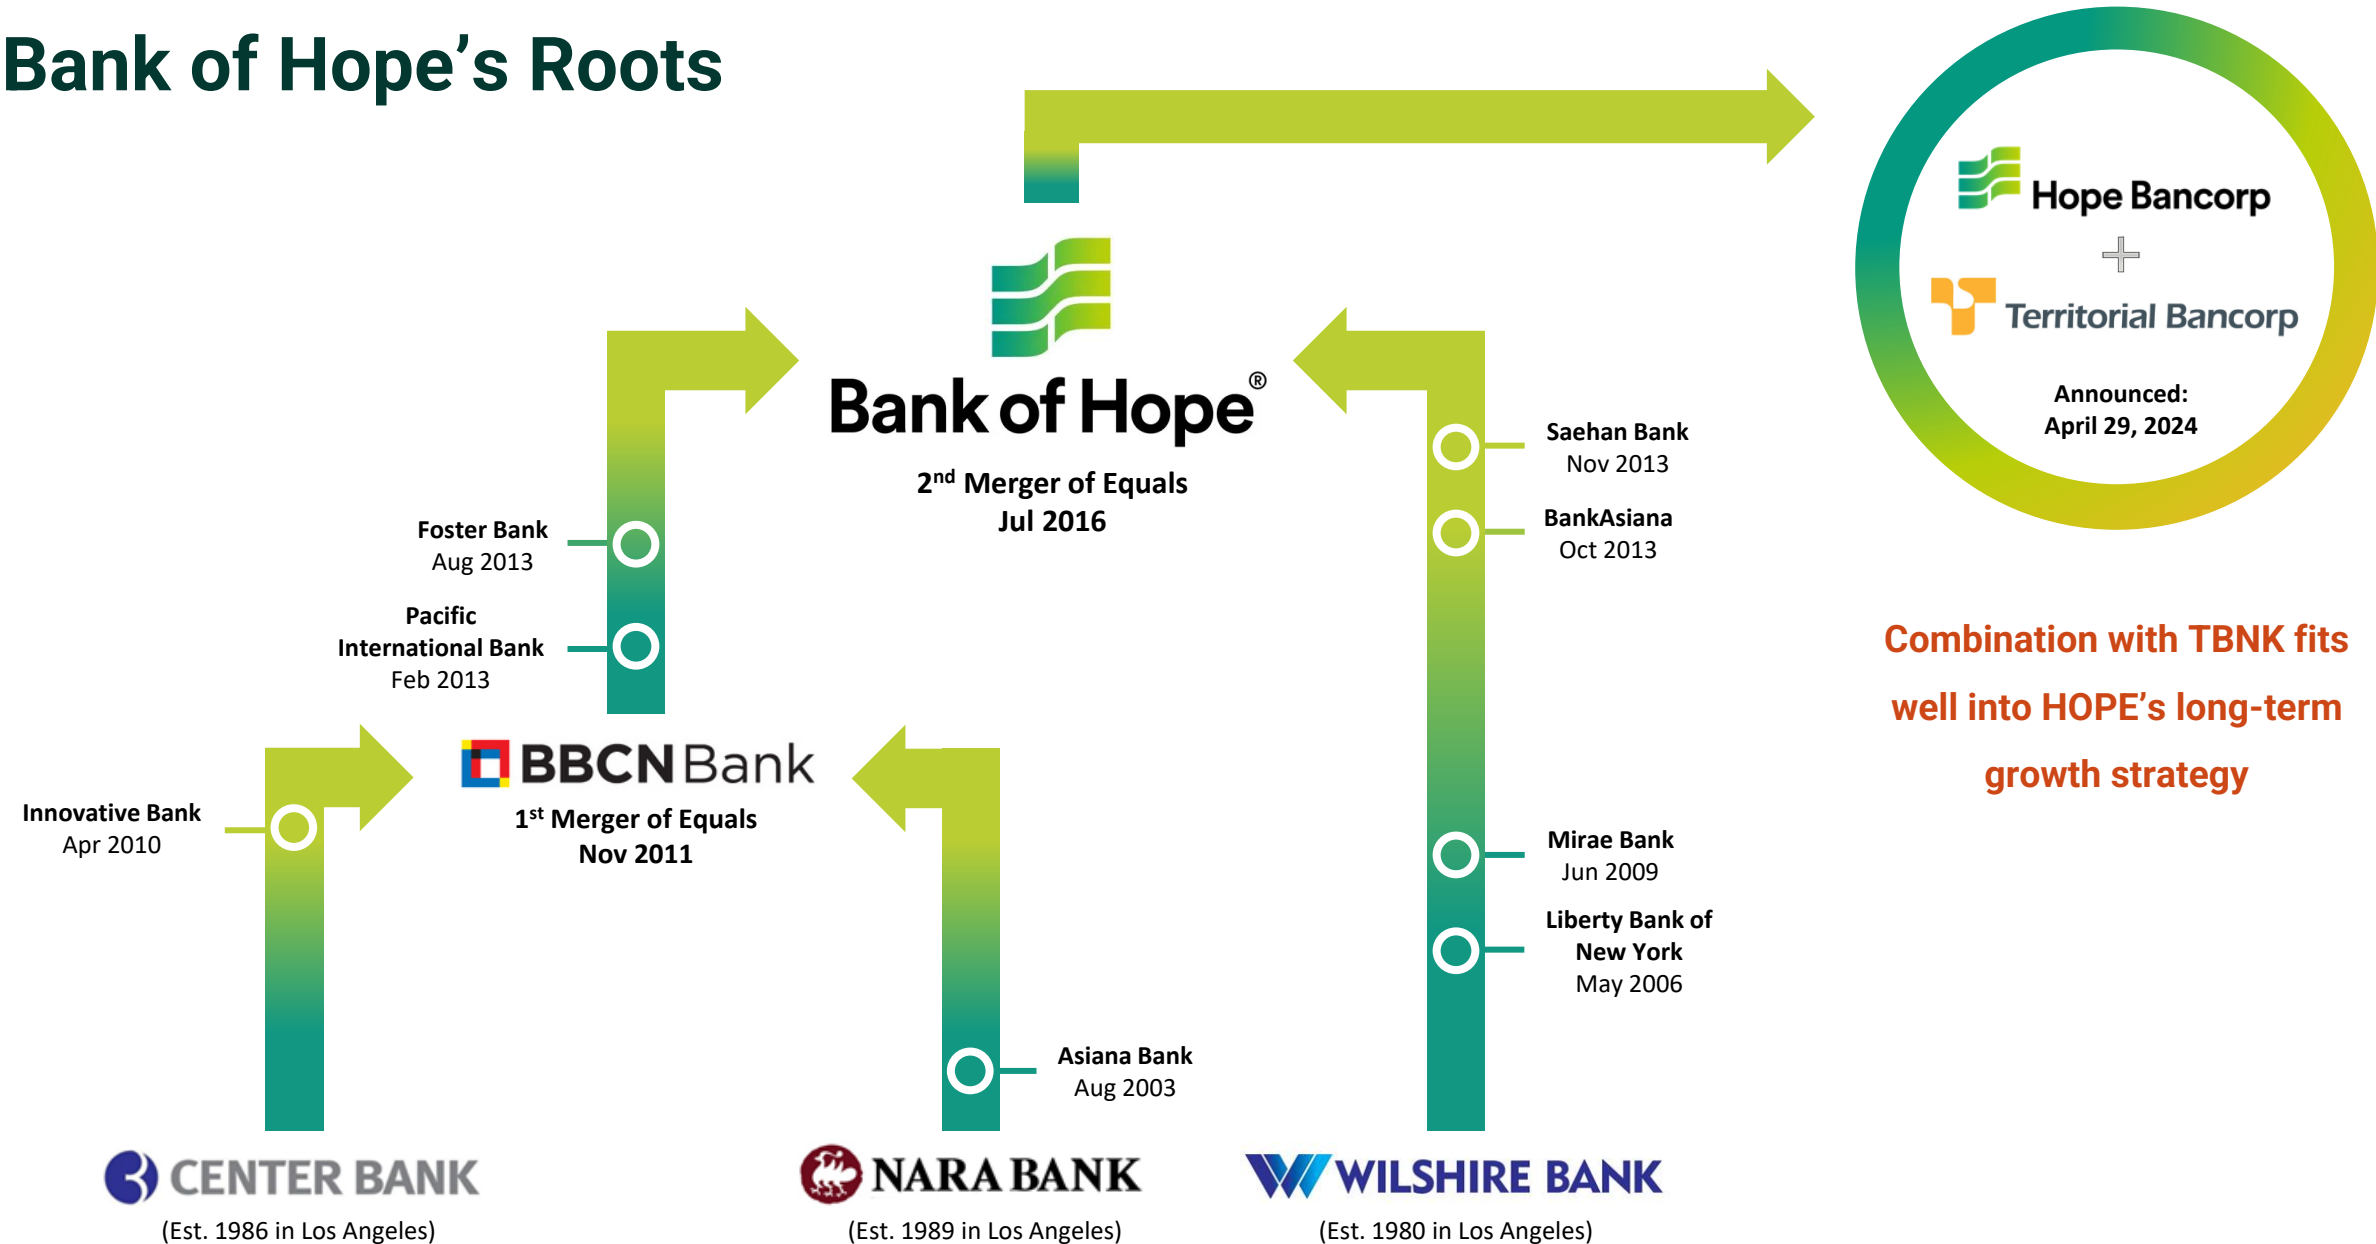 Bank of Hope’s Roots
Hope Bancorp
Territorial Bancorp
Announced:
April 29, 2024
Combination with TBNK fits
well into HOPE’s long-term
growth strategy
Bank of Hope®
2nd Merger of Equals
Jul 2016
Foster Bank
Aug 2013
Pacific
International Bank
Feb 2013
Saehan Bank
Nov 2013
BankAsiana
Oct 2013
BBCN Bank
1st Merger of Equals
Nov 2011
Innovative Bank
Apr 2010
Mirae Bank
Jun 2009
Liberty Bank of
New York
May 2006
Asiana Bank
Aug 2003
CENTER BANK
(Est. 1986 in Los Angeles)
NARA BANK
(Est. 1989 in Los Angeles)
WILSHIRE BANK
(Est. 1980 in Los Angeles)